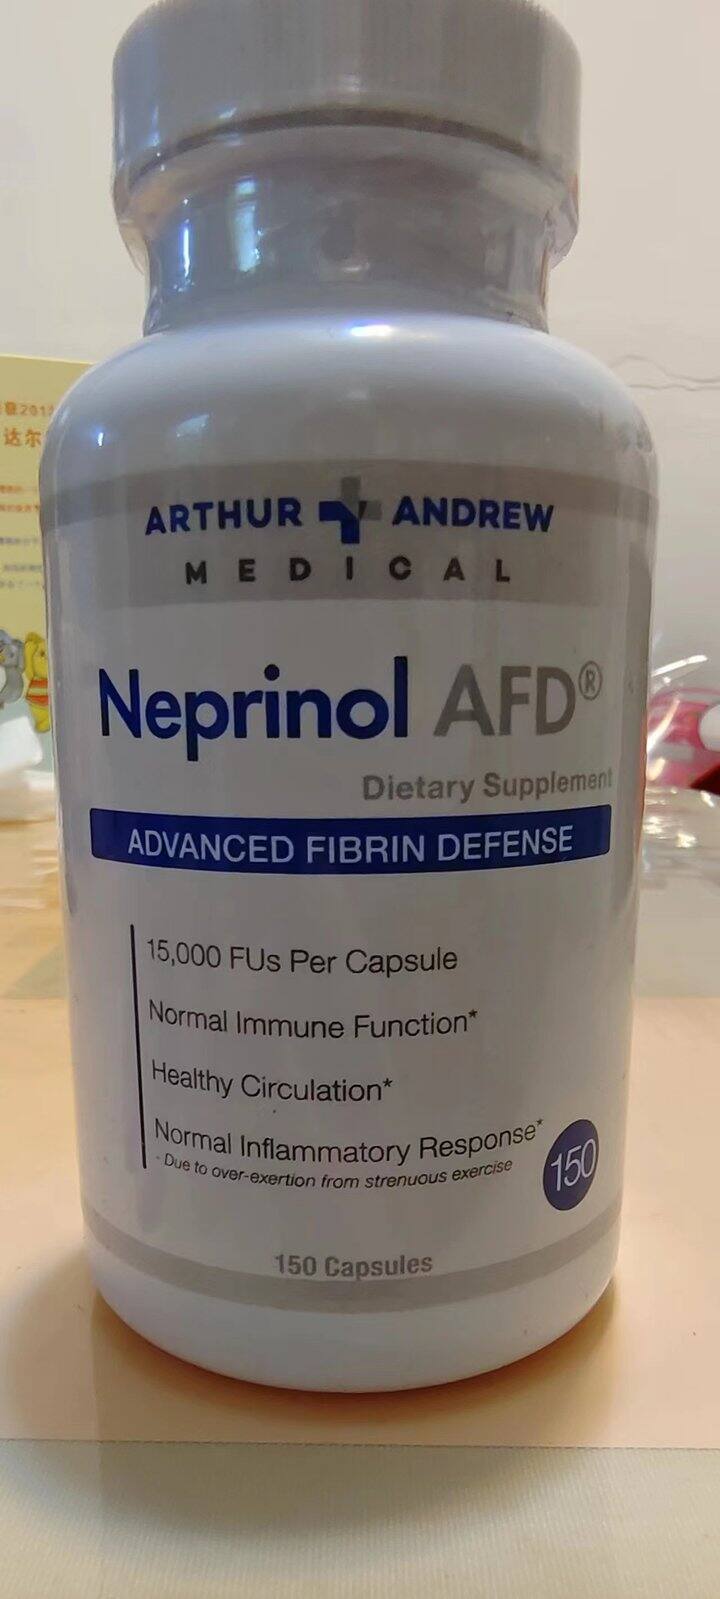 ARTHUR ANDREW
MEDICAL
Neprinol AFD®
Dietary Supplement
ADVANCED FIBRIN DEFENSE
15,000 FUs Per Capsule
Normal Immune Function*
Healthy Circulation*
Normal Inflammatory Response*
- Due to over-exertion from strenuous exercise
150
150 Capsules
达尔